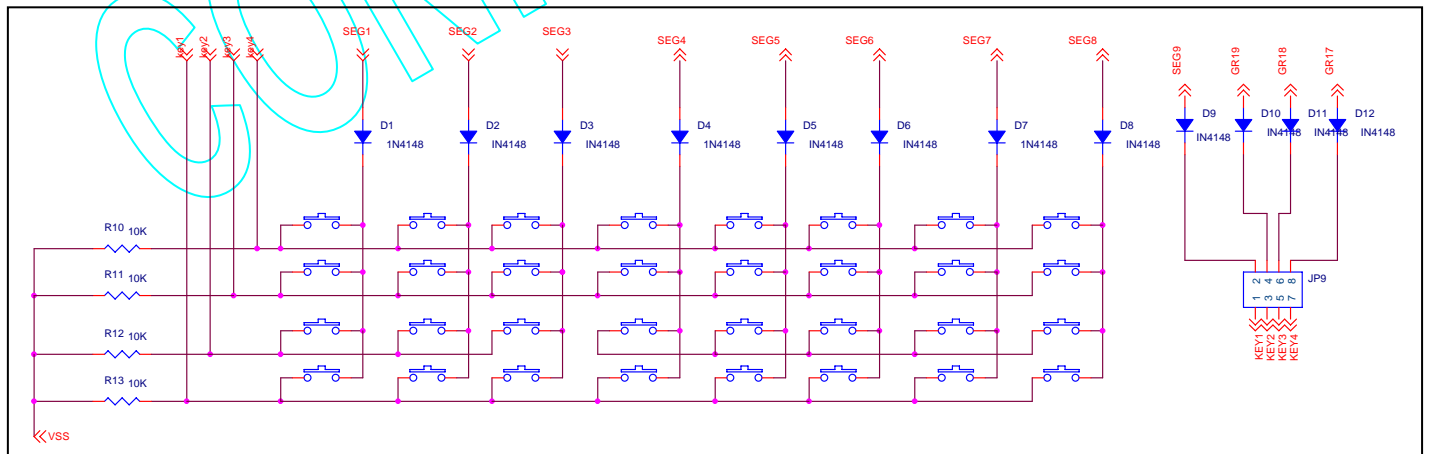 key1 key2 key3 key4 SEG1 SEG2 SEG3 SEG4 SEG5 SEG6 SEG7 SEG8 SEG9 GR19 GR18 GR17
D1 D2 D3 D4 D5 D6 D7 D8 D9 D10 D11 D12
1N4148 IN4148 IN4148 1N4148 IN4148 IN4148 1N4148 IN4148 IN4148 IN4148 IN4148 IN4148
R10 10K
R11 10K
JP9
2 4 6 8
1 3 5 7
R12 10K
KEY1 KEY2 KEY3 KEY4
R13 10K
VSS